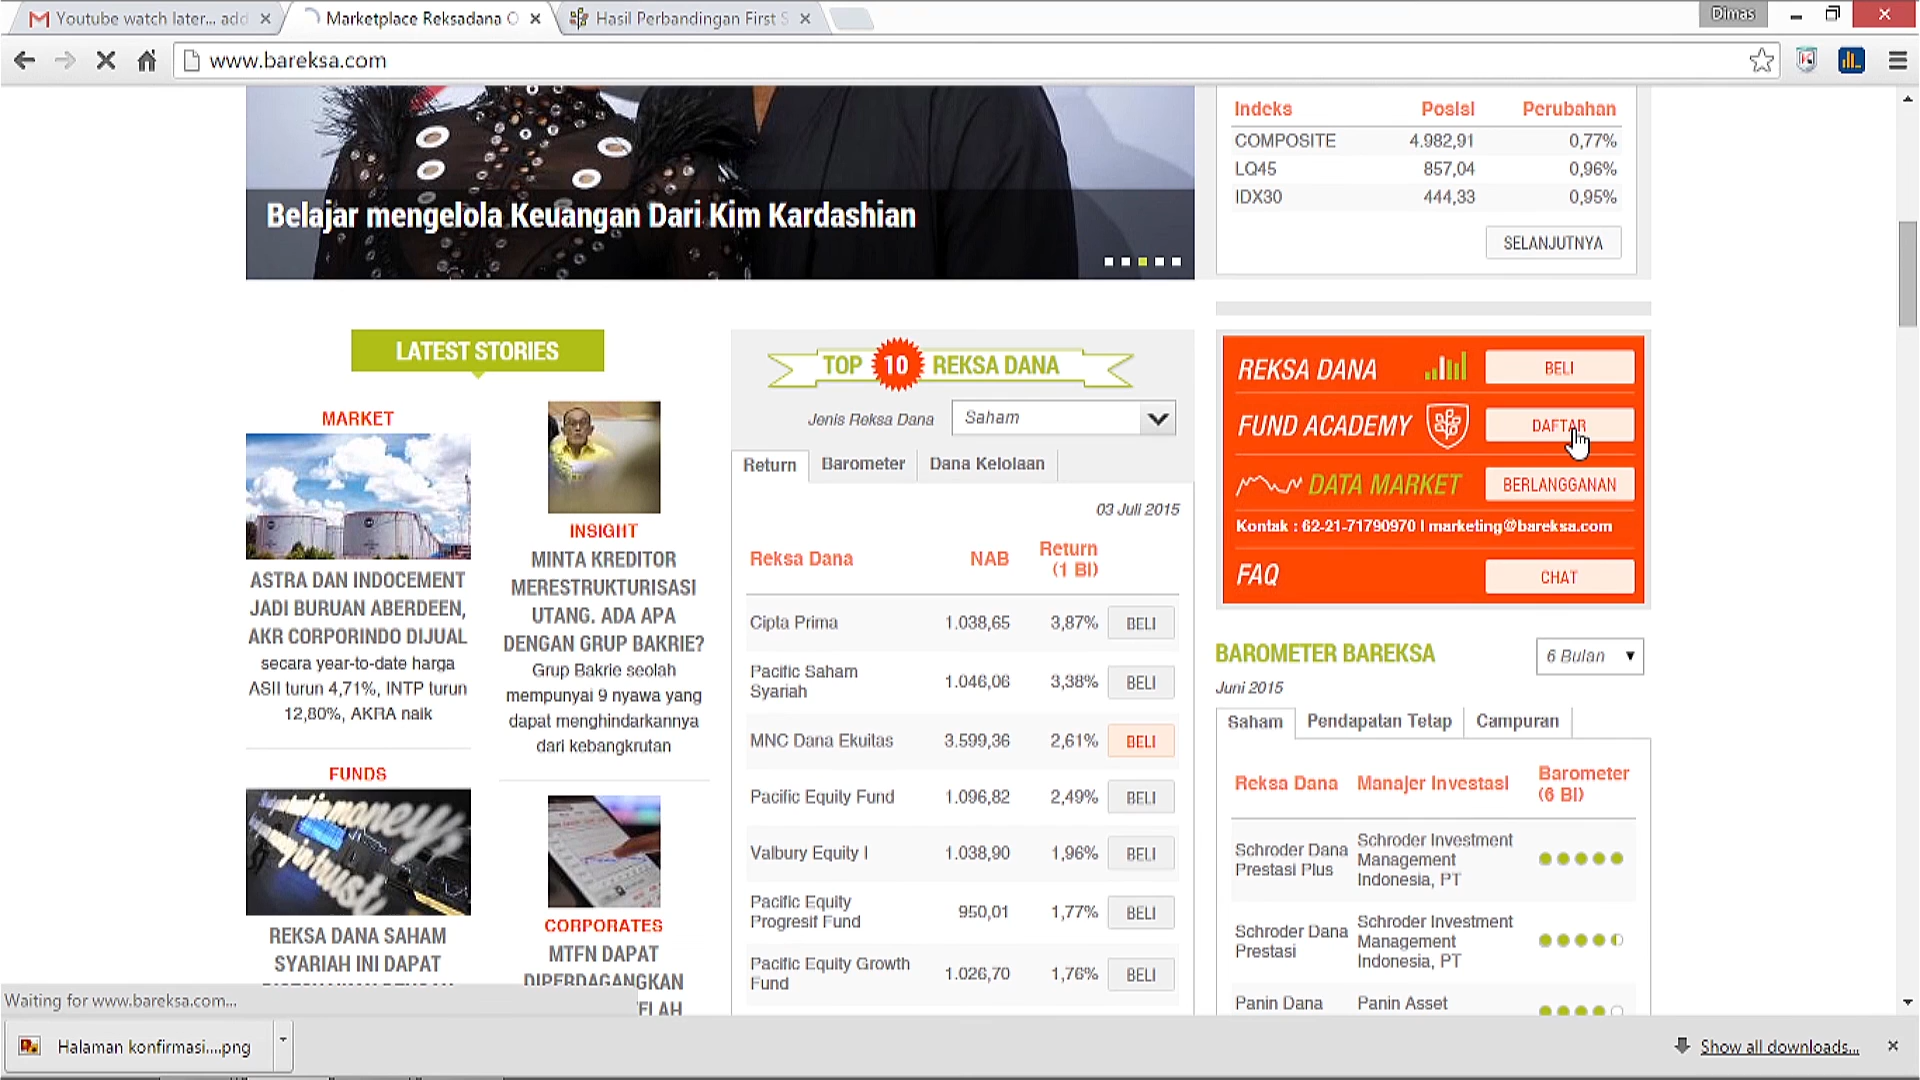 Youtube watch later... add
Marketplace Reksadana O
Hasil Perbandingan First S
Dimas
www.bareksa.com
Belajar mengelola Keuangan Dari Kim Kardashian
Indeks Posisi Perubahan
COMPOSITE 4.982,91 0,77%
LQ45 857,04 0,96%
IDX30 444,33 0,95%
SELANJUTNYA
LATEST STORIES
MARKET
ASTRA DAN INDOCEMENT
JADI BURUAN ABERDEEN,
AKR CORPORINDO DIJUAL
secara year-to-date harga
ASII turun 4,71%, INTP turun
12,80%, AKRA naik
FUNDS
REKSA DANA SAHAM
SYARIAH INI DAPAT
INSIGHT
MINTA KREDITOR
MERESTRUKTURISASI
UTANG. ADA APA
DENGAN GRUP BAKRIE?
Grup Bakrie seolah
mempunyai 9 nyawa yang
dapat menghindarkannya
dari kebangkrutan
CORPORATES
MTFN DAPAT
DIPERDAGANGKAN
TOP 10 REKSA DANA
Jenis Reksa Dana Saham
Return Barometer Dana Kelolaan
03 Juli 2015
Reksa Dana NAB Return
(1 Bl)
Cipta Prima 1.038,65 3,87% BELI
Pacific Saham
Syariah 1.046,06 3,38% BELI
MNC Dana Ekuitas 3.599,36 2,61% BELI
Pacific Equity Fund 1.096,82 2,49% BELI
Valbury Equity I 1.038,90 1,96% BELI
Pacific Equity
Progresif Fund 950,01 1,77% BELI
Pacific Equity Growth
Fund 1.026,70 1,76% BELI
REKSA DANA BELI
FUND ACADEMY DAFTAR
DATA MARKET BERLANGGANAN
Kontak : 62-21-71790970 | marketing@bareksa.com
FAQ CHAT
BAROMETER BAREKSA 6 Bulan
Juni 2015
Saham Pendapatan Tetap Campuran
Reksa Dana Manajer Investasi Barometer
(6 Bl)
Schroder Dana
Prestasi Plus
Schroder Investment
Management
Indonesia, PT
Schroder Dana
Prestasi
Schroder Investment
Management
Indonesia, PT
Panin Dana Panin Asset
Waiting for www.bareksa.com...
Halaman konfirmasi....png
Show all downloads...